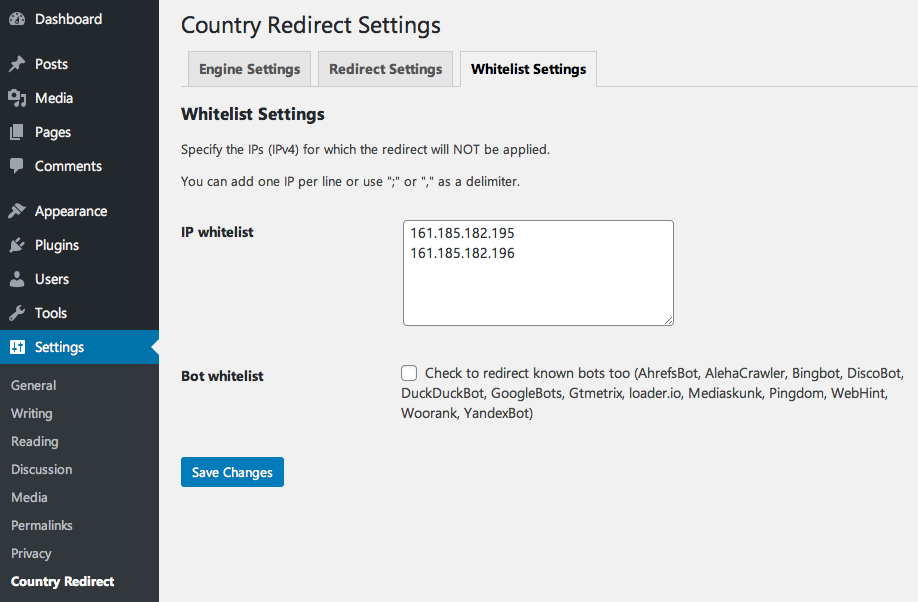 Dashboard
Posts
Media
Pages
Comments
Appearance
Plugins
Users
Tools
Settings
General
Writing
Reading
Discussion
Media
Permalinks
Privacy
Country Redirect
Country Redirect Settings
Engine Settings
Redirect Settings
Whitelist Settings
Whitelist Settings
Specify the IPs (IPv4) for which the redirect will NOT be applied.
You can add one IP per line or use ";" or "," as a delimiter.
IP whitelist
161.185.182.195
161.185.182.196
Bot whitelist
Check to redirect known bots too (AhrefsBot, AlehaCrawler, Bingbot, DiscoBot,
DuckDuckBot, GoogleBots, Gtmetrix, loader.io, Mediaskunk, Pingdom, WebHint,
Woorank, YandexBot)
Save Changes